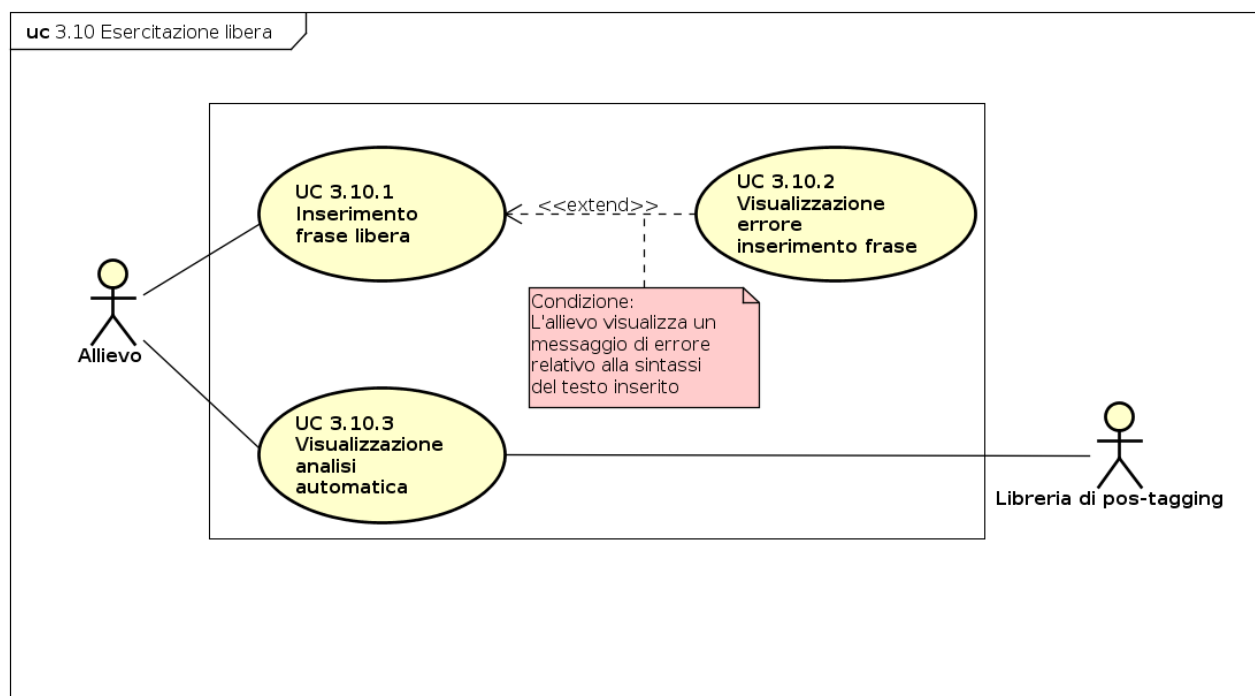 uc 3.10 Esercitazione libera
UC 3.10.1
Inserimento
frase libera
<<extend>>
UC 3.10.2
Visualizzazione
errore
inserimento frase
Condizione:
L'allievo visualizza un
messaggio di errore
relativo alla sintassi
del testo inserito
Allievo
UC 3.10.3
Visualizzazione
analisi
automatica
Libreria di pos-tagging